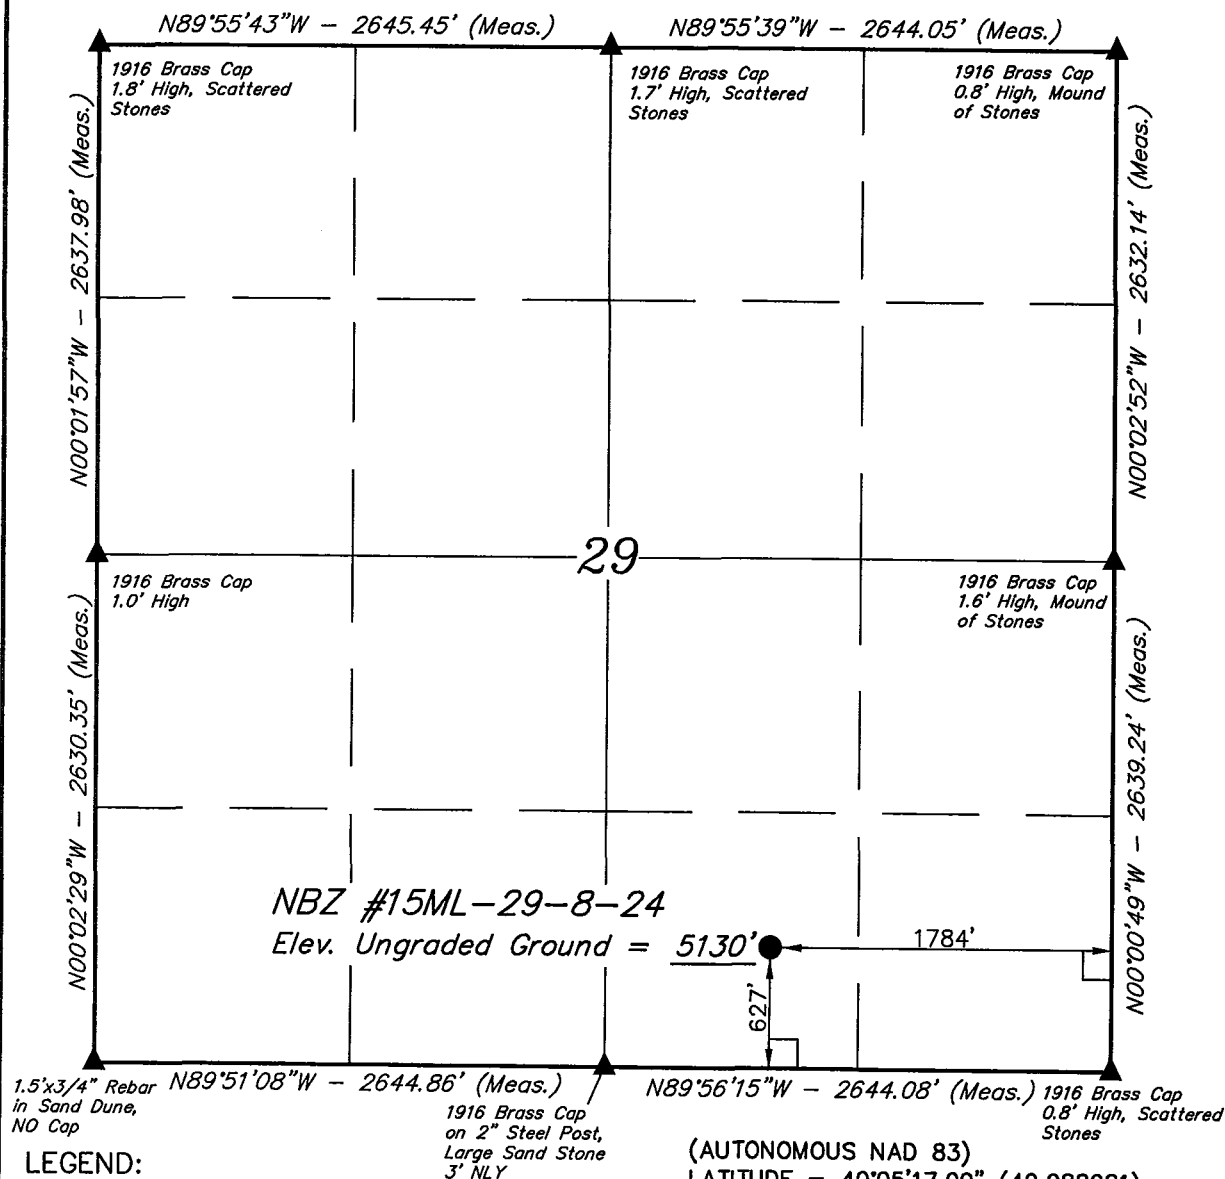 N89°55'43"W - 2645.45' (Meas.)
N89°55'39"W - 2644.05' (Meas.)
1916 Brass Cap
1.8' High, Scattered
Stones
1916 Brass Cap
1.7' High, Scattered
Stones
1916 Brass Cap
0.8' High, Mound
of Stones
N00°01'57"W - 2637.98' (Meas.)
N00°02'52"W - 2632.14' (Meas.)
29
1916 Brass Cap
1.0' High
1916 Brass Cap
1.6' High, Mound
of Stones
N00°02'29"W - 2630.35' (Meas.)
N00°00'49"W - 2639.24' (Meas.)
NBZ #15ML-29-8-24
Elev. Ungraded Ground = 5130'
1784'
627'
1.5'x3/4" Rebar
in Sand Dune,
NO Cap
N89°51'08"W - 2644.86' (Meas.)
1916 Brass Cap
on 2" Steel Post,
Large Sand Stone
3' NLY
N89°56'15"W - 2644.08' (Meas.)
1916 Brass Cap
0.8' High, Scattered
Stones
LEGEND:
(AUTONOMOUS NAD 83)